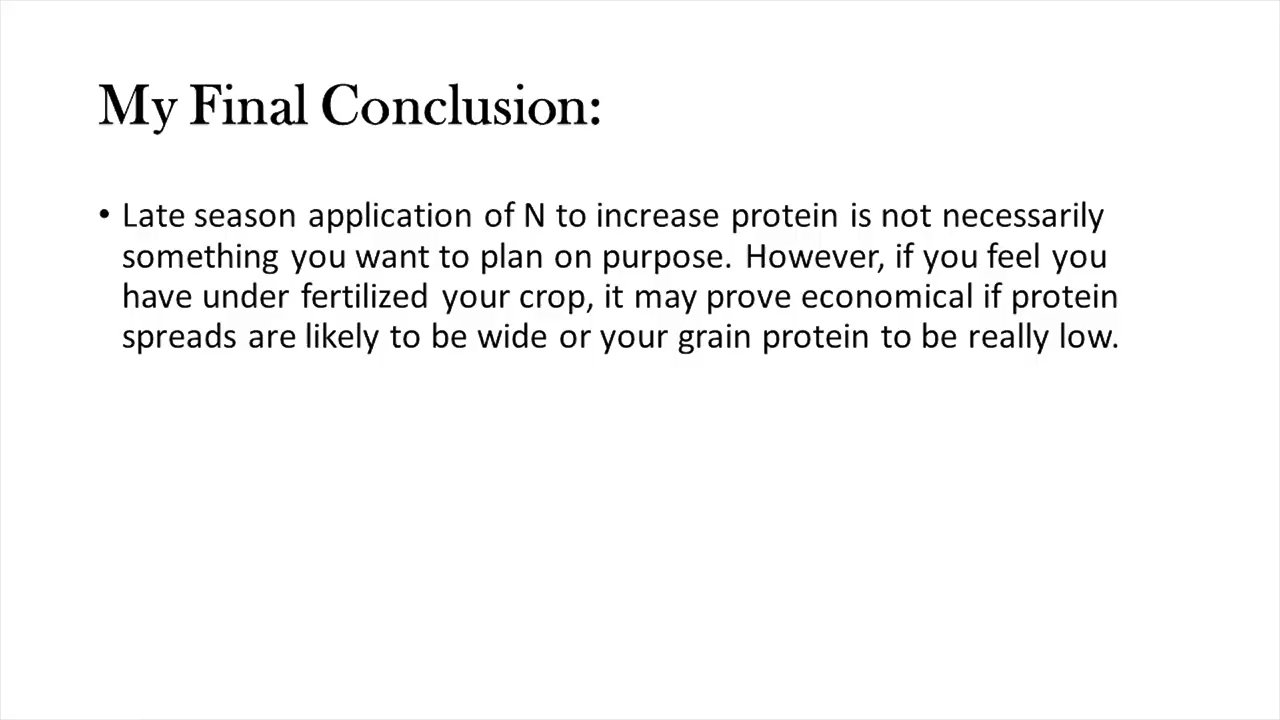 My Final Conclusion:
• Late season application of N to increase protein is not necessarily
something you want to plan on purpose. However, if you feel you
have under fertilized your crop, it may prove economical if protein
spreads are likely to be wide or your grain protein to be really low.